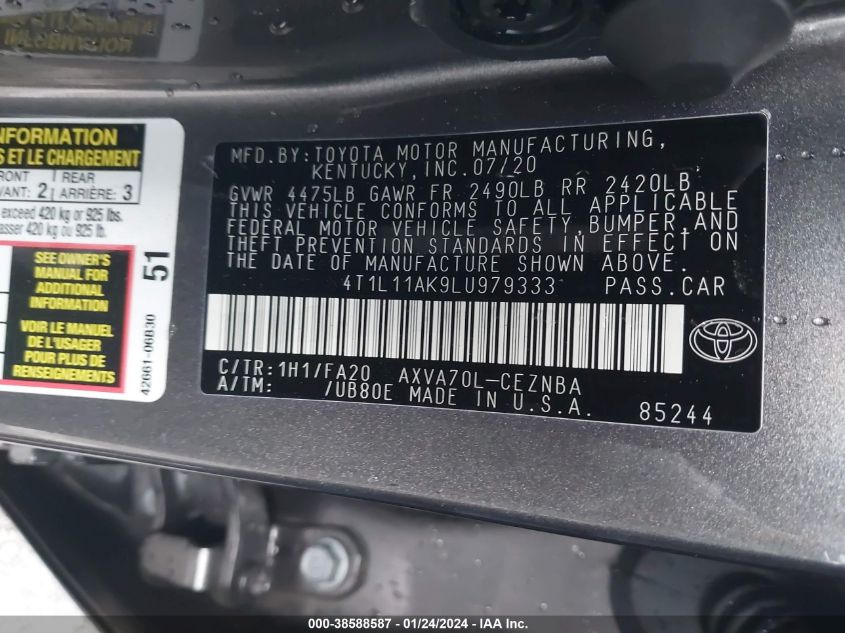 INFORMATION
S ET LE CHARGEMENT
FRONT
VANT: 2
REAR
ARRIÈRE: 3
exceed 420 kg or 925 lbs.
asser 420 kg ou 925 lb.
SEE OWNER'S
MANUAL FOR
ADDITIONAL
INFORMATION
VOIR LE MANUEL
DE L'USAGER
POUR PLUS DE
RENSEIGNEMENTS
51
42661-06B30
MFD.BY:TOYOTA MOTOR MANUFACTURING,
KENTUCKY, INC.07/20
GVWR 4475LB GAWR FR 2490LB RR 2420LB
THIS VEHICLE CONFORMS TO ALL APPLICABLE
FEDERAL MOTOR VEHICLE SAFETY,BUMPER,AND
THEFT PREVENTION STANDARDS IN EFFECT ON
THE DATE OF MANUFACTURE SHOWN ABOVE.
4T1L11AK9LU979333 PASS.CAR
C/TR:1H1/FA20 AXVA70L-CEZNBA
A/TM: /UB80E MADE IN U.S.A. 85244
000-38588587 / 01/24/2024 / IAA Inc.